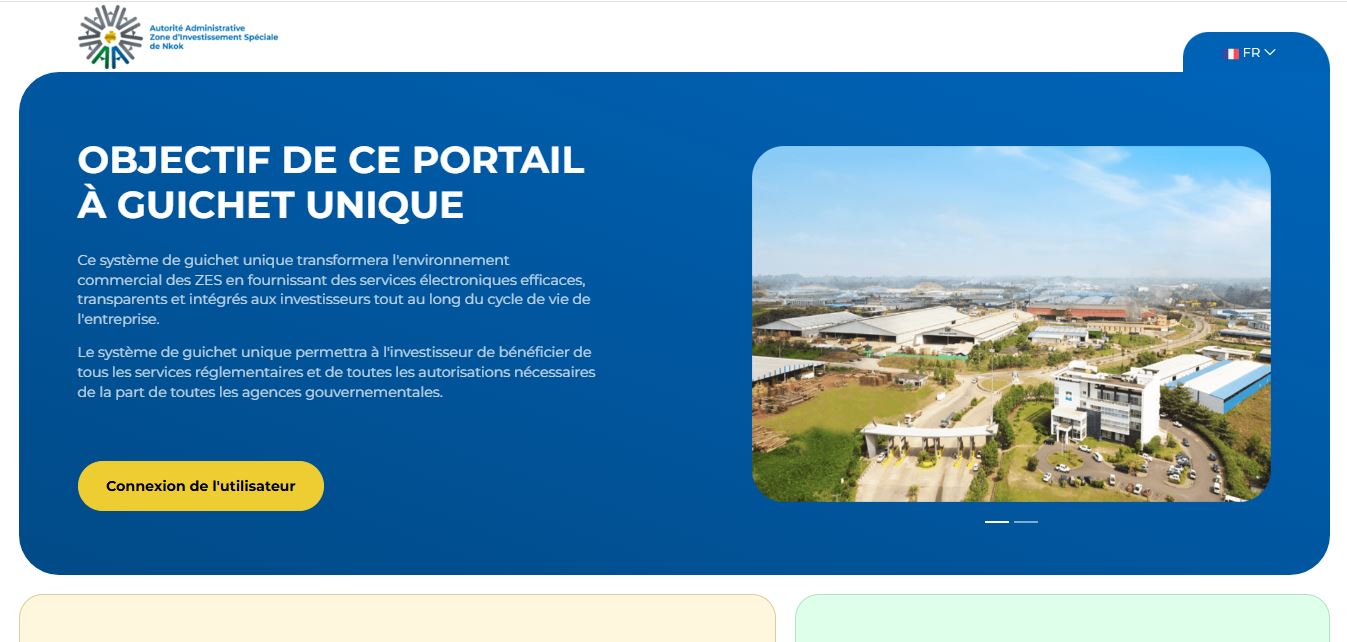 Autorité Administrative
Zone d'Investissement Spéciale
de Nkok
FR
OBJECTIF DE CE PORTAIL
À GUICHET UNIQUE
Ce système de guichet unique transformera l'environnement
commercial des ZES en fournissant des services électroniques efficaces,
transparents et intégrés aux investisseurs tout au long du cycle de vie de
l'entreprise.
Le système de guichet unique permettra à l'investisseur de bénéficier de
tous les services réglementaires et de toutes les autorisations nécessaires
de la part de toutes les agences gouvernementales.
Connexion de l'utilisateur